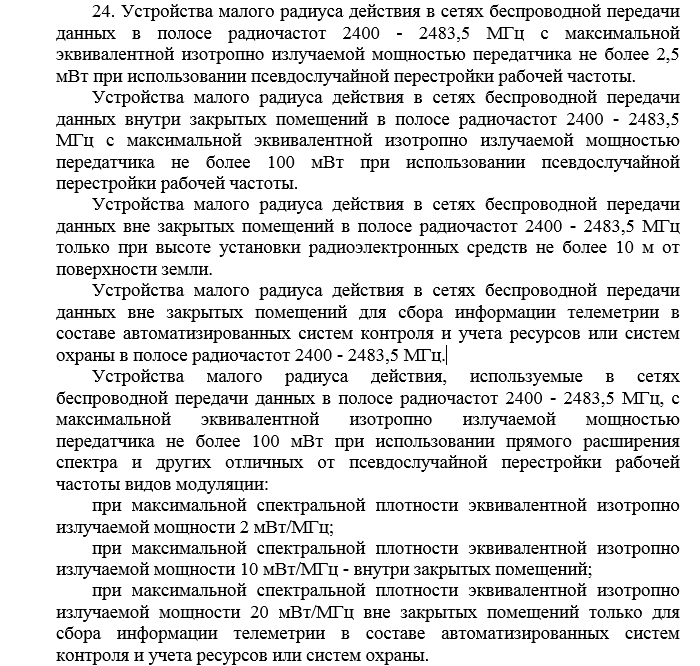 24. Устройства малого радиуса действия в сетях беспроводной передачи
данных в полосе радиочастот 2400 - 2483,5 МГц с максимальной
эквивалентной изотропно излучаемой мощностью передатчика не более 2,5
мВт при использовании псевдослучайной перестройки рабочей частоты.
Устройства малого радиуса действия в сетях беспроводной передачи
данных внутри закрытых помещений в полосе радиочастот 2400 - 2483,5
МГц с максимальной эквивалентной изотропно излучаемой мощностью
передатчика не более 100 мВт при использовании псевдослучайной
перестройки рабочей частоты.
Устройства малого радиуса действия в сетях беспроводной передачи
данных вне закрытых помещений в полосе радиочастот 2400 - 2483,5 МГц
только при высоте установки радиоэлектронных средств не более 10 м от
поверхности земли.
Устройства малого радиуса действия в сетях беспроводной передачи
данных вне закрытых помещений для сбора информации телеметрии в
составе автоматизированных систем контроля и учета ресурсов или систем
охраны в полосе радиочастот 2400 - 2483,5 МГц.
Устройства малого радиуса действия, используемые в сетях
беспроводной передачи данных в полосе радиочастот 2400 - 2483,5 МГц, с
максимальной эквивалентной изотропно излучаемой мощностью
передатчика не более 100 мВт при использовании прямого расширения
спектра и других отличных от псевдослучайной перестройки рабочей
частоты видов модуляции:
при максимальной спектральной плотности эквивалентной изотропно
излучаемой мощности 2 мВт/МГц;
при максимальной спектральной плотности эквивалентной изотропно
излучаемой мощности 10 мВт/МГц - внутри закрытых помещений;
при максимальной спектральной плотности эквивалентной изотропно
излучаемой мощности 20 мВт/МГц вне закрытых помещений только для
сбора информации телеметрии в составе автоматизированных систем
контроля и учета ресурсов или систем охраны.